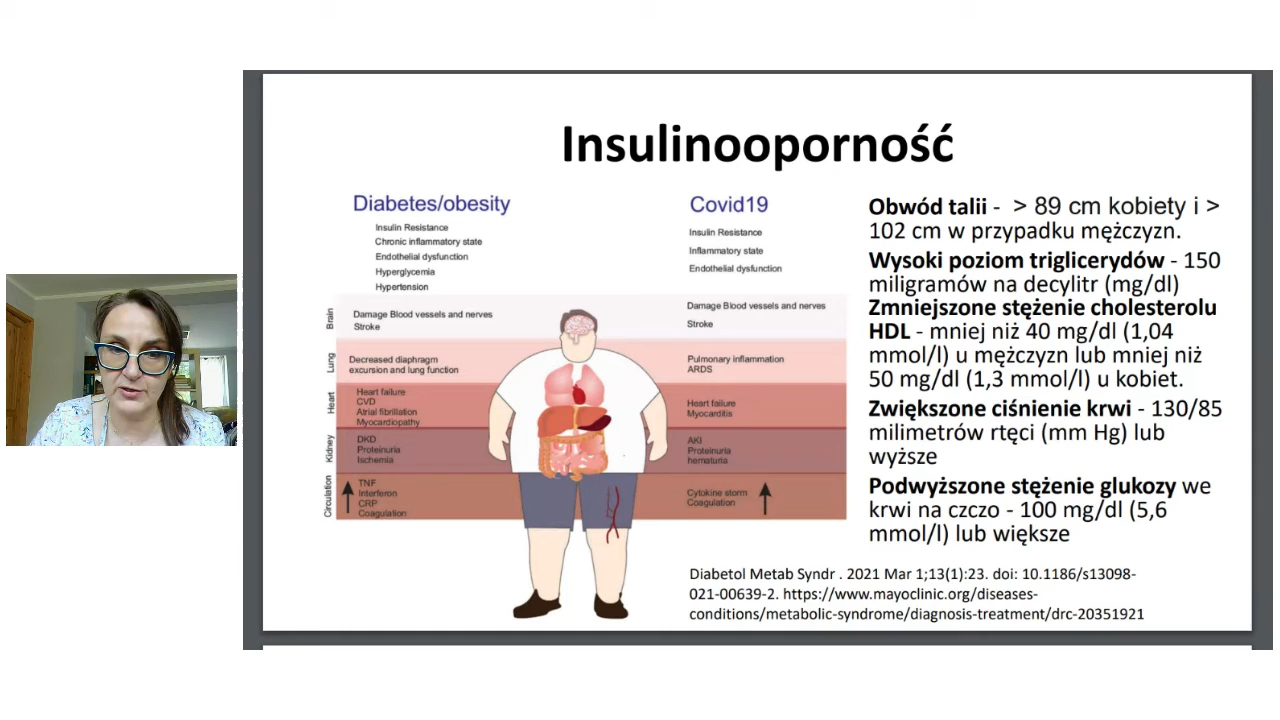 Insulinooporność
Diabetes/obesity
Insulin Resistance
Chronic inflammatory state
Endothelial dysfunction
Hyperglycemia
Hypertension
Covid19
Insulin Resistance
Inflammatory state
Endothelial dysfunction
Brain
Damage Blood vessels and nerves
Stroke
Damage Blood vessels and nerves
Stroke
Lung
Decreased diaphragm
excursion and lung function
Pulmonary inflammation
ARDS
Heart
Heart failure
CVD
Atrial fibrillation
Myocardiopathy
Heart failure
Myocarditis
Kidney
DKD
Proteinuria
Ischemia
AKI
Proteinuria
hematuria
Circulation
TNF
Interferon
CRP
Coagulation
Cytokine storm
Coagulation
Obwód talii - > 89 cm kobiety i >
102 cm w przypadku mężczyzn.
Wysoki poziom triglicerydów - 150
miligramów na decylitr (mg/dl)
Zmniejszone stężenie cholesterolu
HDL - mniej niż 40 mg/dl (1,04
mmol/l) u mężczyzn lub mniej niż
50 mg/dl (1,3 mmol/l) u kobiet.
Zwiększone ciśnienie krwi - 130/85
milimetrów rtęci (mm Hg) lub
wyższe
Podwyższone stężenie glukozy we
krwi na czczo - 100 mg/dl (5,6
mmol/l) lub większe
Diabetol Metab Syndr . 2021 Mar 1;13(1):23. doi: 10.1186/s13098-
021-00639-2. https://www.mayoclinic.org/diseases-
conditions/metabolic-syndrome/diagnosis-treatment/drc-20351921